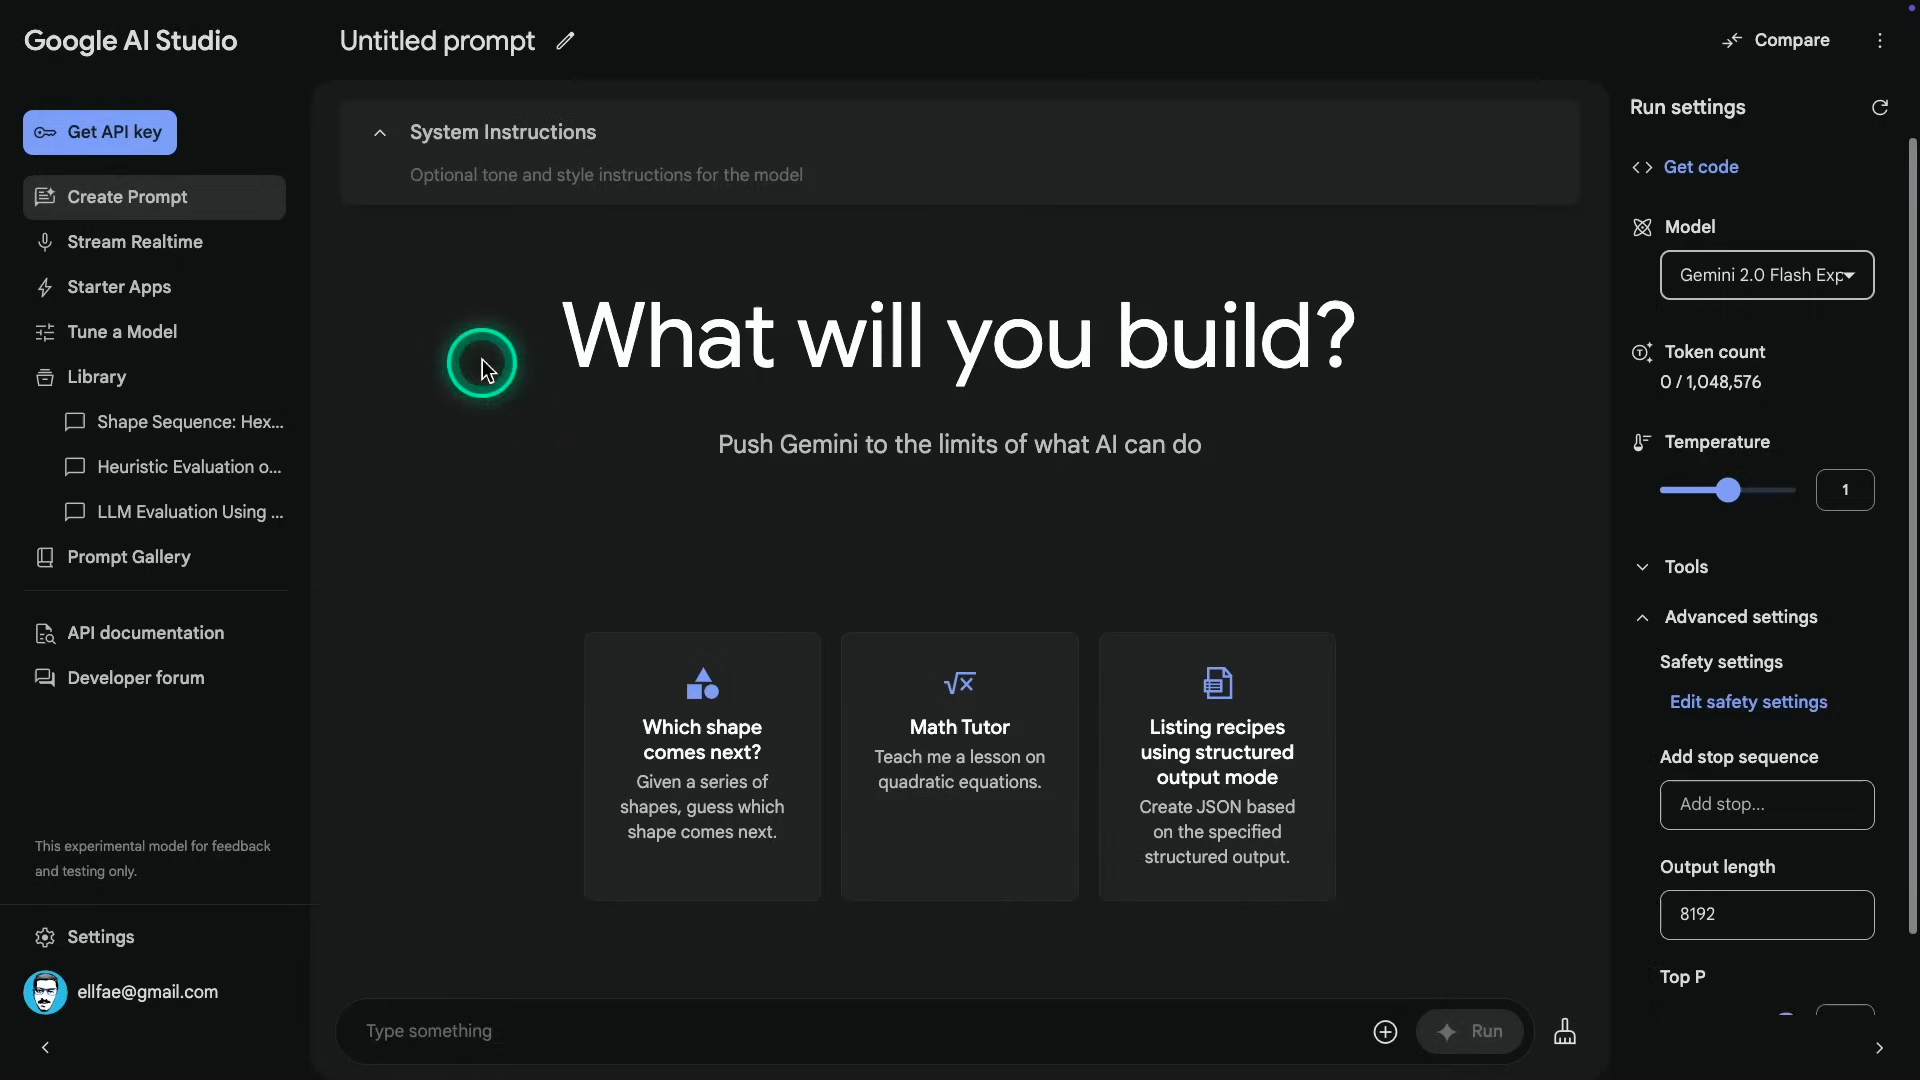 Google AI Studio
Untitled prompt
Compare
Get API key
Create Prompt
Stream Realtime
Starter Apps
Tune a Model
Library
Shape Sequence: Hex...
Heuristic Evaluation o...
LLM Evaluation Using ...
Prompt Gallery
API documentation
Developer forum
This experimental model for feedback
and testing only.
Settings
ellfae@gmail.com
System Instructions
Optional tone and style instructions for the model
What will you build?
Push Gemini to the limits of what AI can do
Which shape
comes next?
Given a series of
shapes, guess which
shape comes next.
Math Tutor
Teach me a lesson on
quadratic equations.
Listing recipes
using structured
output mode
Create JSON based
on the specified
structured output.
Type something
Run
Run settings
Get code
Model
Gemini 2.0 Flash Exp
Token count
0 / 1,048,576
Temperature
1
Tools
Advanced settings
Safety settings
Edit safety settings
Add stop sequence
Add stop...
Output length
8192
Top P